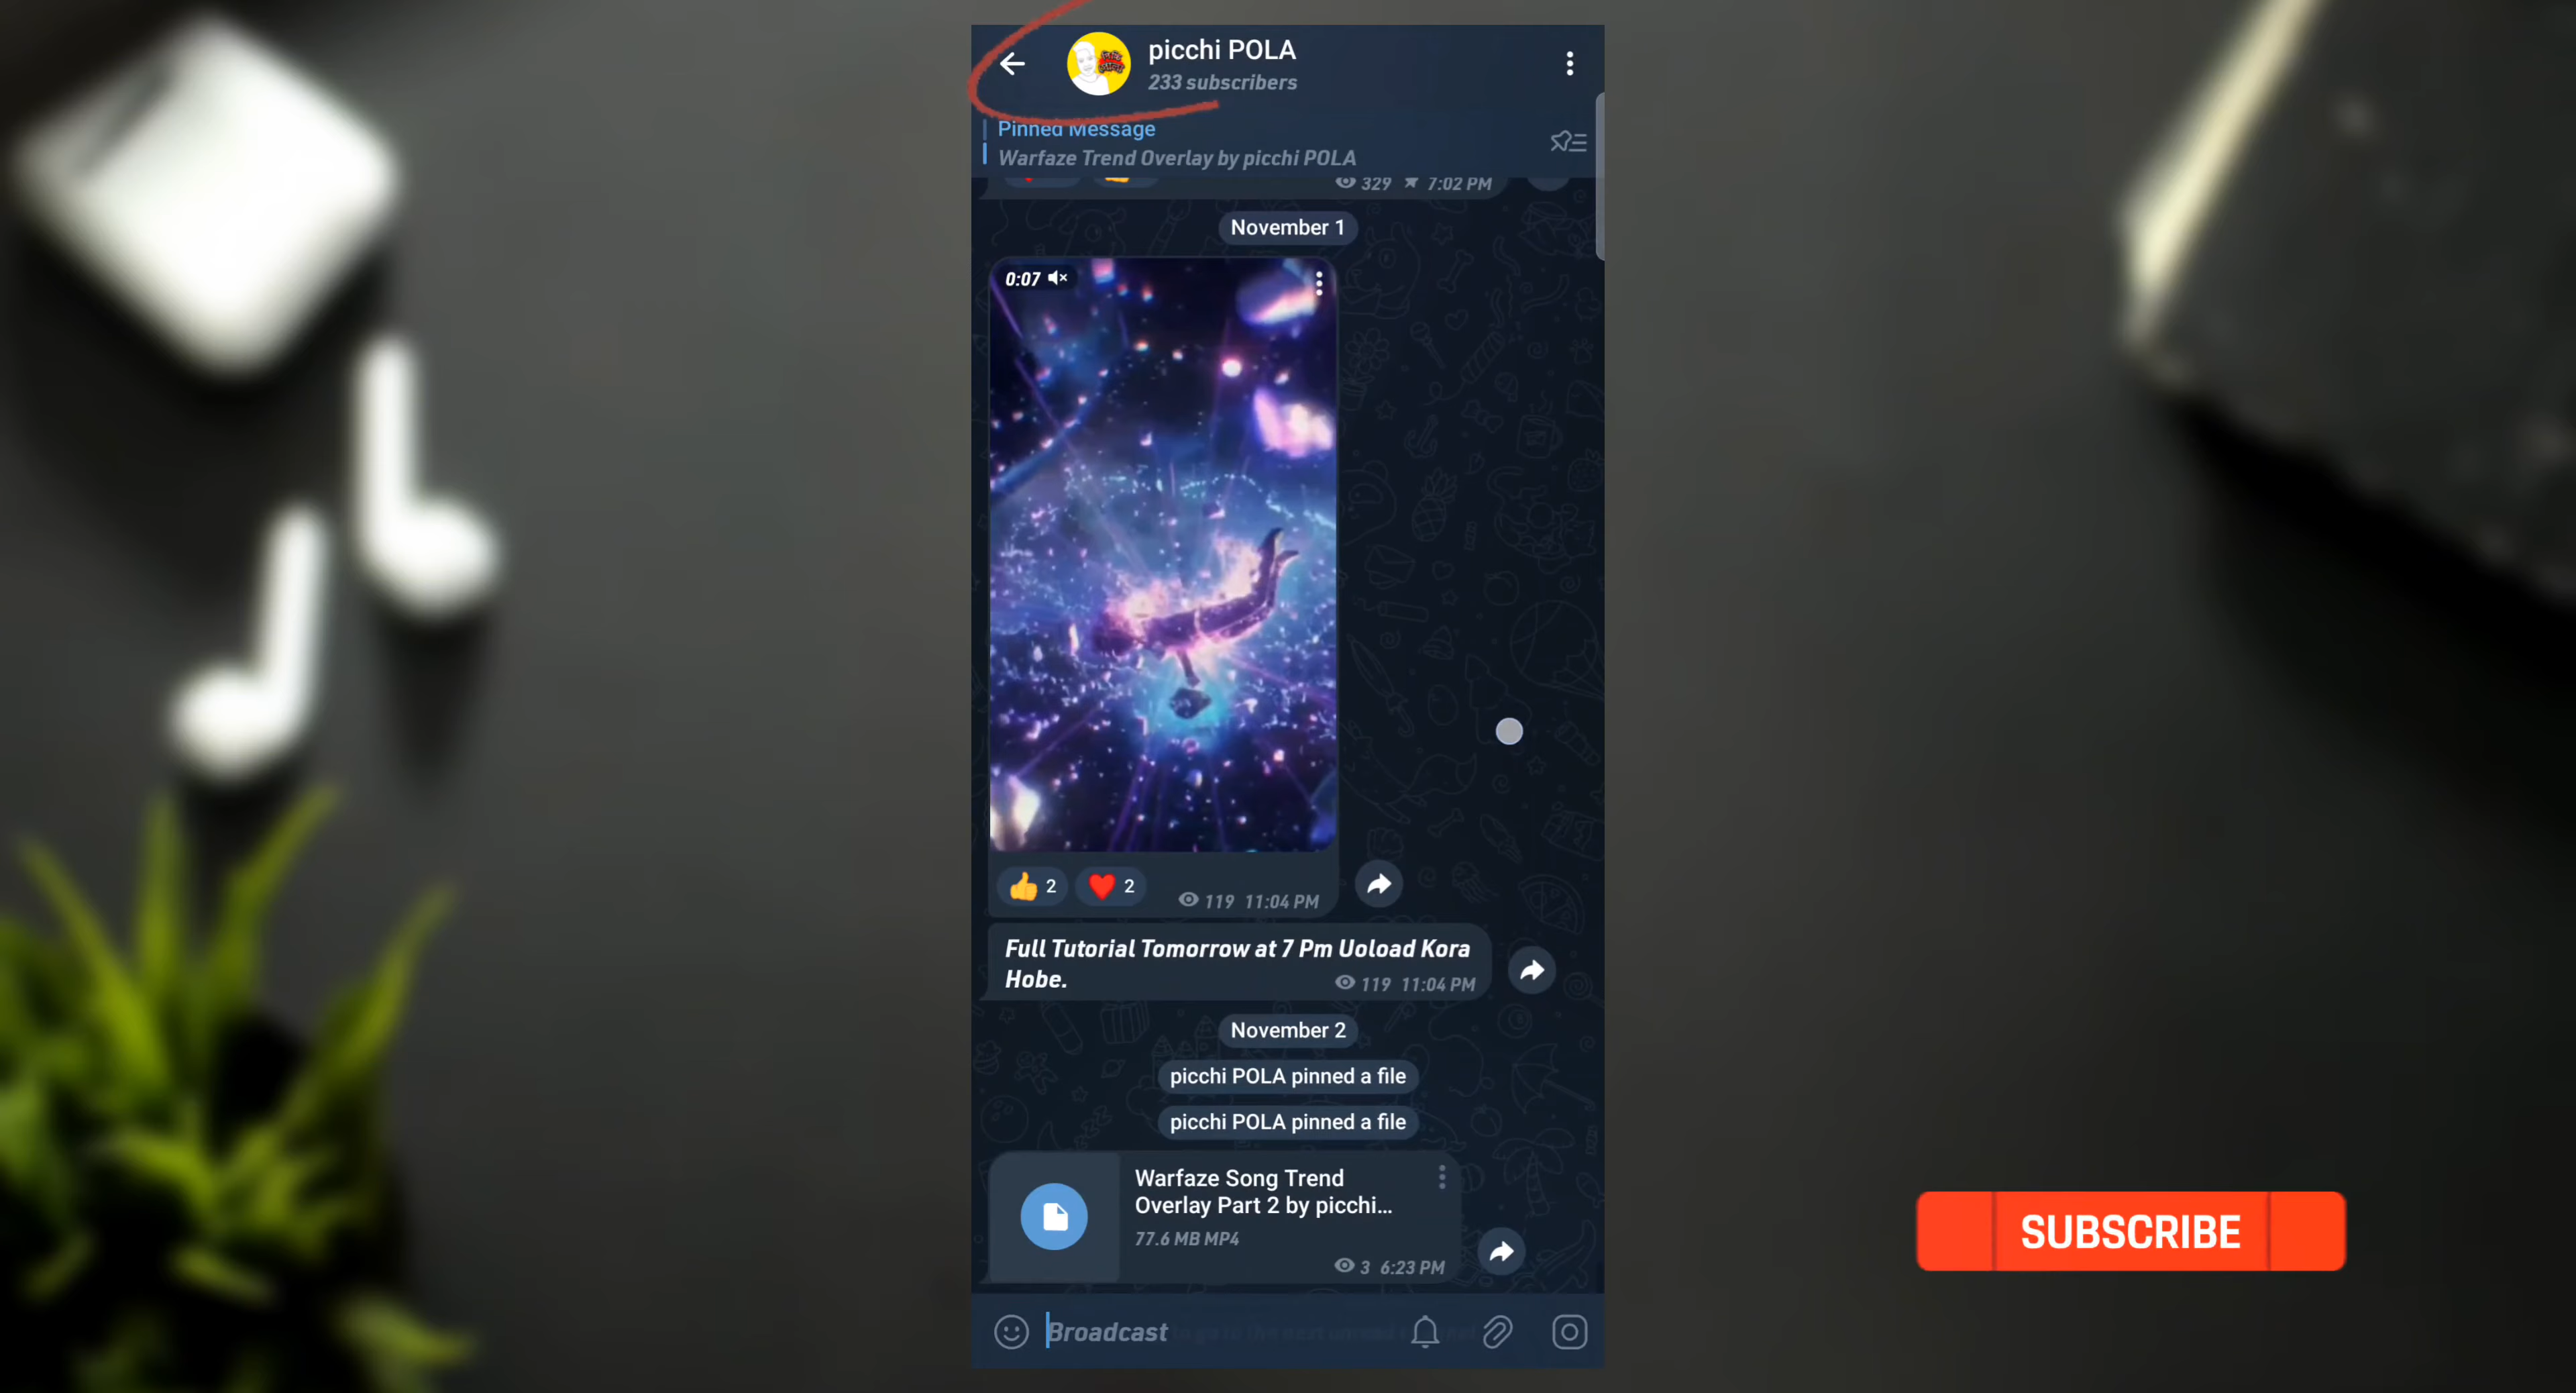 picchi POLA
233 subscribers
Pinned Message
Warfaze Trend Overlay by picchi POLA
329 7:02 PM
November 1
0:07
2 2 119 11:04 PM
Full Tutorial Tomorrow at 7 Pm Uoload Kora
Hobe. 119 11:04 PM
November 2
picchi POLA pinned a file
picchi POLA pinned a file
Warfaze Song Trend
Overlay Part 2 by picchi...
77.6 MB MP4
3 6:23 PM
SUBSCRIBE
Broadcast